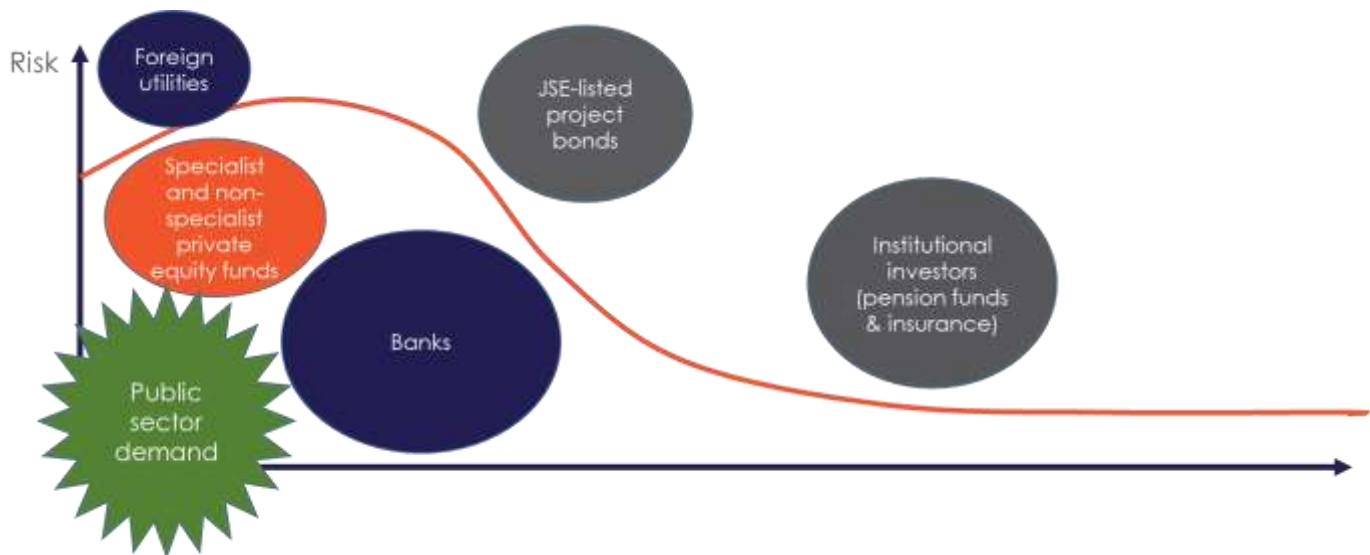 Risk
Foreign
utilities
JSE-listed
project
bonds
Specialist
and non-
specialist
private
equity funds
Institutional
investors
(pension funds
& insurance)
Banks
Public
sector
demand